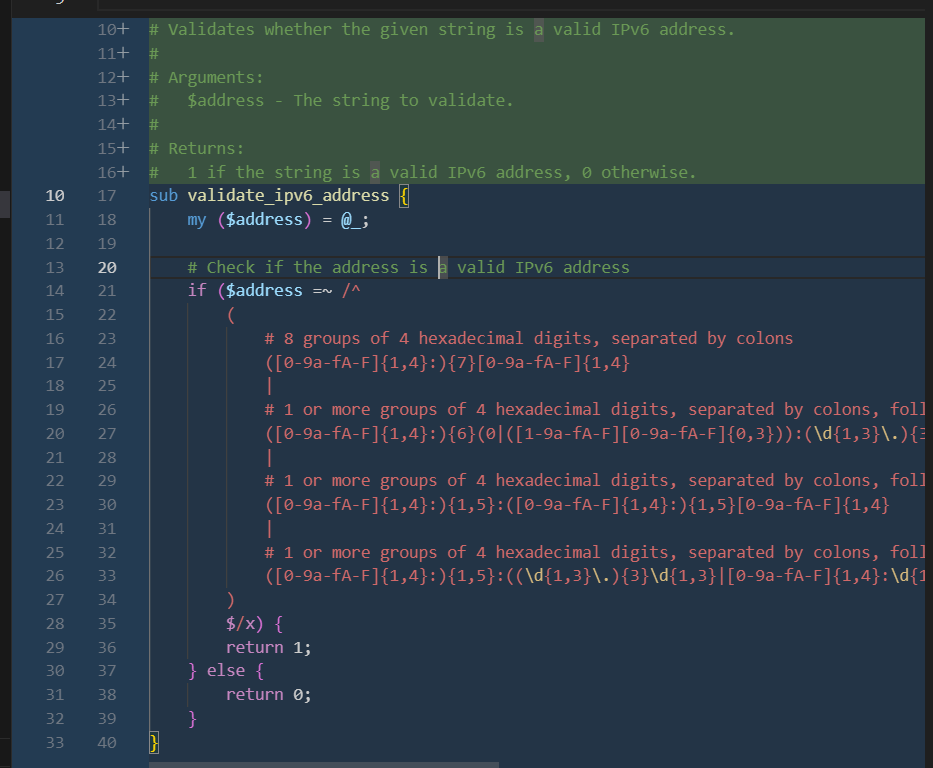 10+ # Validates whether the given string is a valid IPv6 address.
11+ #
12+ # Arguments:
13+ #   $address - The string to validate.
14+ #
15+ # Returns:
16+ #   1 if the string is a valid IPv6 address, 0 otherwise.
10 17 sub validate_ipv6_address {
11 18     my ($address) = @_;
12 19
13 20     # Check if the address is a valid IPv6 address
14 21     if ($address =~ /^
15 22         (
16 23             # 8 groups of 4 hexadecimal digits, separated by colons
17 24             ([0-9a-fA-F]{1,4}:){7}[0-9a-fA-F]{1,4}
18 25             |
19 26             # 1 or more groups of 4 hexadecimal digits, separated by colons, foll
20 27             ([0-9a-fA-F]{1,4}:){6}(0|([1-9a-fA-F][0-9a-fA-F]{0,3})):(\d{1,3}\.){3
21 28             |
22 29             # 1 or more groups of 4 hexadecimal digits, separated by colons, foll
23 30             ([0-9a-fA-F]{1,4}:){1,5}:([0-9a-fA-F]{1,4}:){1,5}[0-9a-fA-F]{1,4}
24 31             |
25 32             # 1 or more groups of 4 hexadecimal digits, separated by colons, foll
26 33             ([0-9a-fA-F]{1,4}:){1,5}:((\d{1,3}\.){3}\d{1,3}|[0-9a-fA-F]{1,4}:\d{1
27 34         )
28 35         $/x) {
29 36         return 1;
30 37     } else {
31 38         return 0;
32 39     }
33 40 }